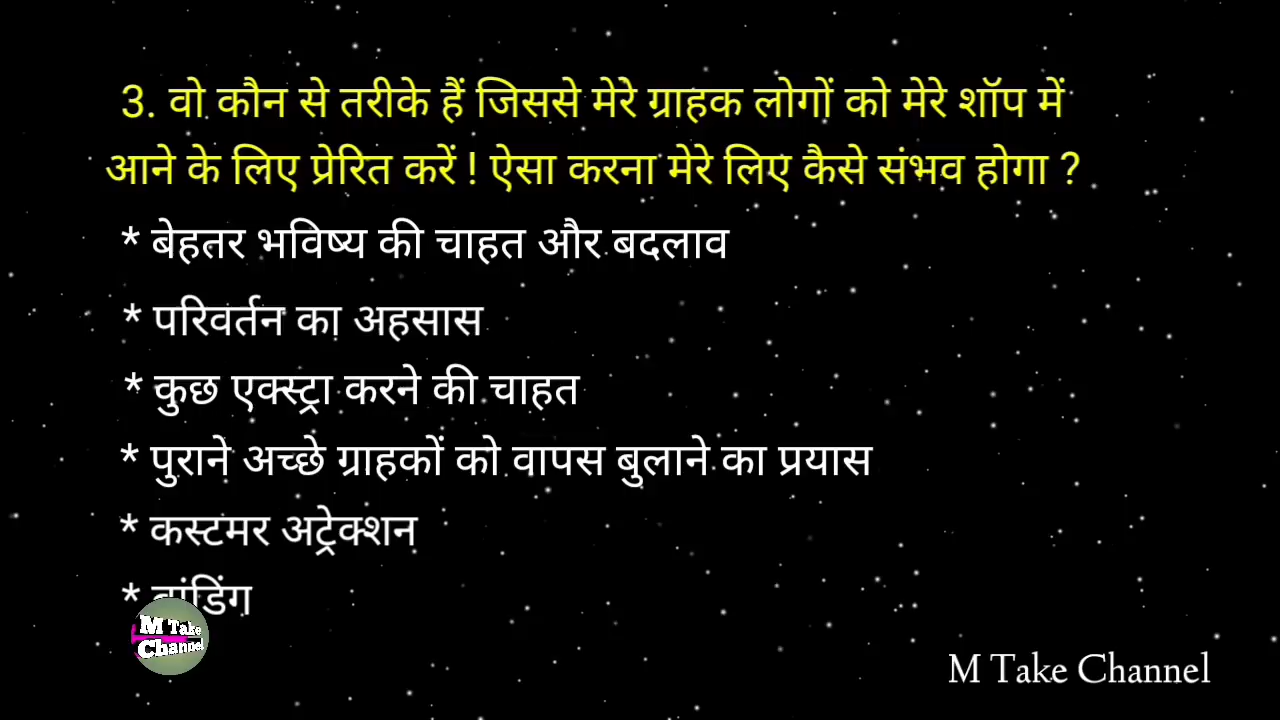 3. वो कौन से तरीके हैं जिससे मेरे ग्राहक लोगों को मेरे शॉप में
आने के लिए प्रेरित करें ! ऐसा करना मेरे लिए कैसे संभव होगा ?
* बेहतर भविष्य की चाहत और बदलाव
* परिवर्तन का अहसास
* कुछ एक्स्ट्रा करने की चाहत
* पुराने अच्छे ग्राहकों को वापस बुलाने का प्रयास
* कस्टमर अट्रेक्शन
*
M Take
Channel
M Take Channel